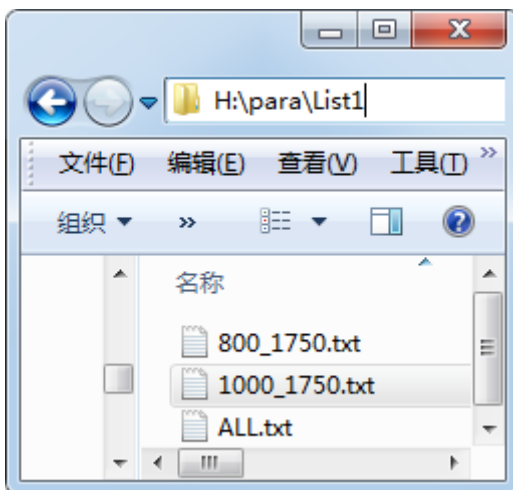 H:\para\List1
文件(F) 编辑(E) 查看(V) 工具(T) »
组织 »
名称
800_1750.txt
1000_1750.txt
ALL.txt